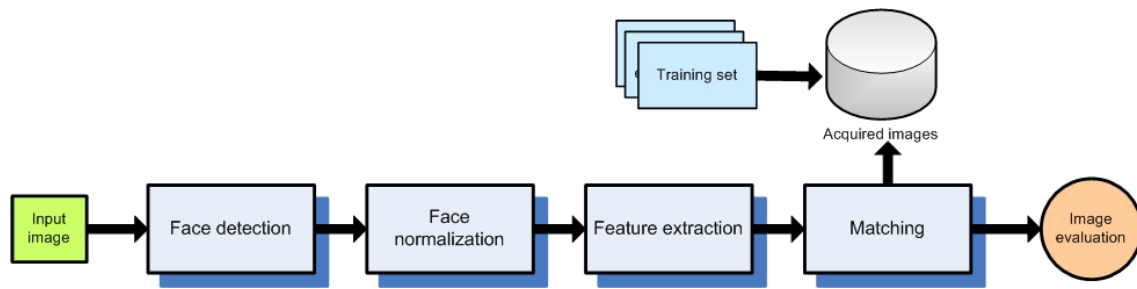 Training set
Acquired images
Input
image
Face detection
Face
normalization
Feature extraction
Matching
Image
evaluation